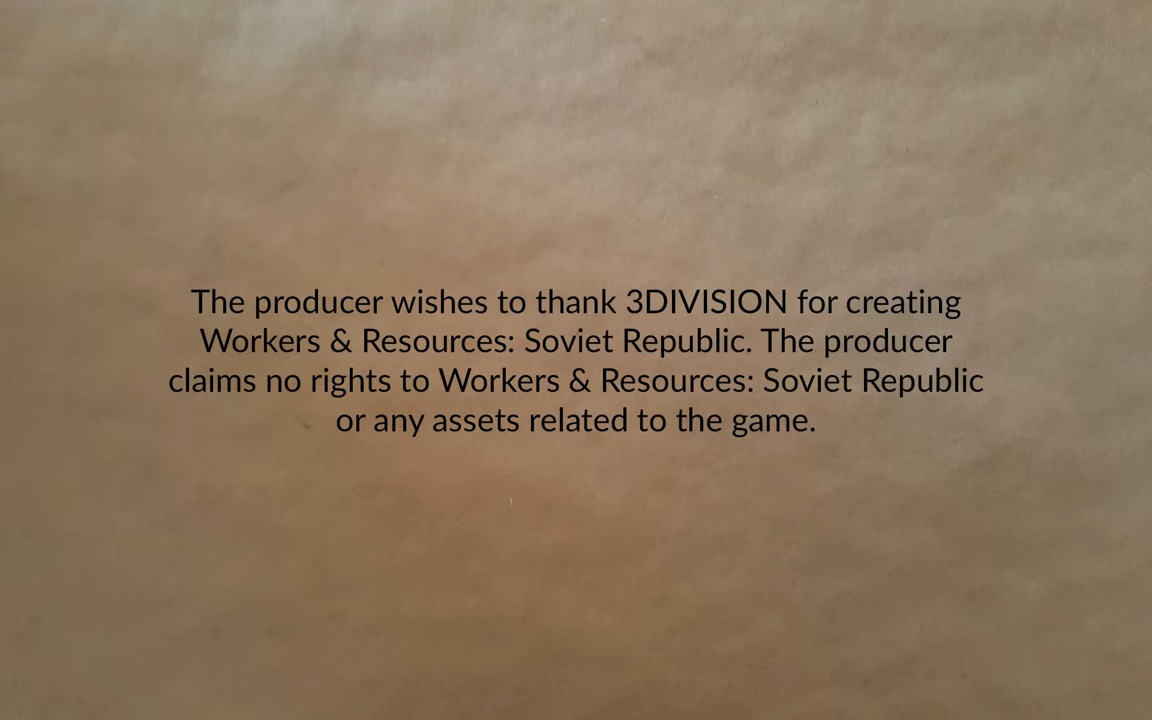 The producer wishes to thank 3DIVISION for creating
Workers & Resources: Soviet Republic. The producer
claims no rights to Workers & Resources: Soviet Republic
or any assets related to the game.